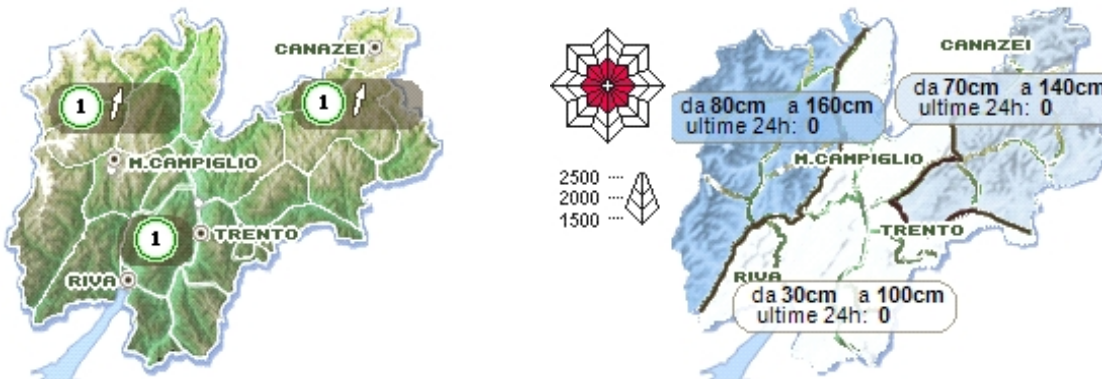 CANAZEI
1
1
M.CAMPIGLIO
1
TRENTO
RIVA
2500
2000
1500
CANAZEI
da 70cm a 140cm
ultime 24h: 0
da 80cm a 160cm
ultime 24h: 0
M.CAMPIGLIO
TRENTO
RIVA
da 30cm a 100cm
ultime 24h: 0